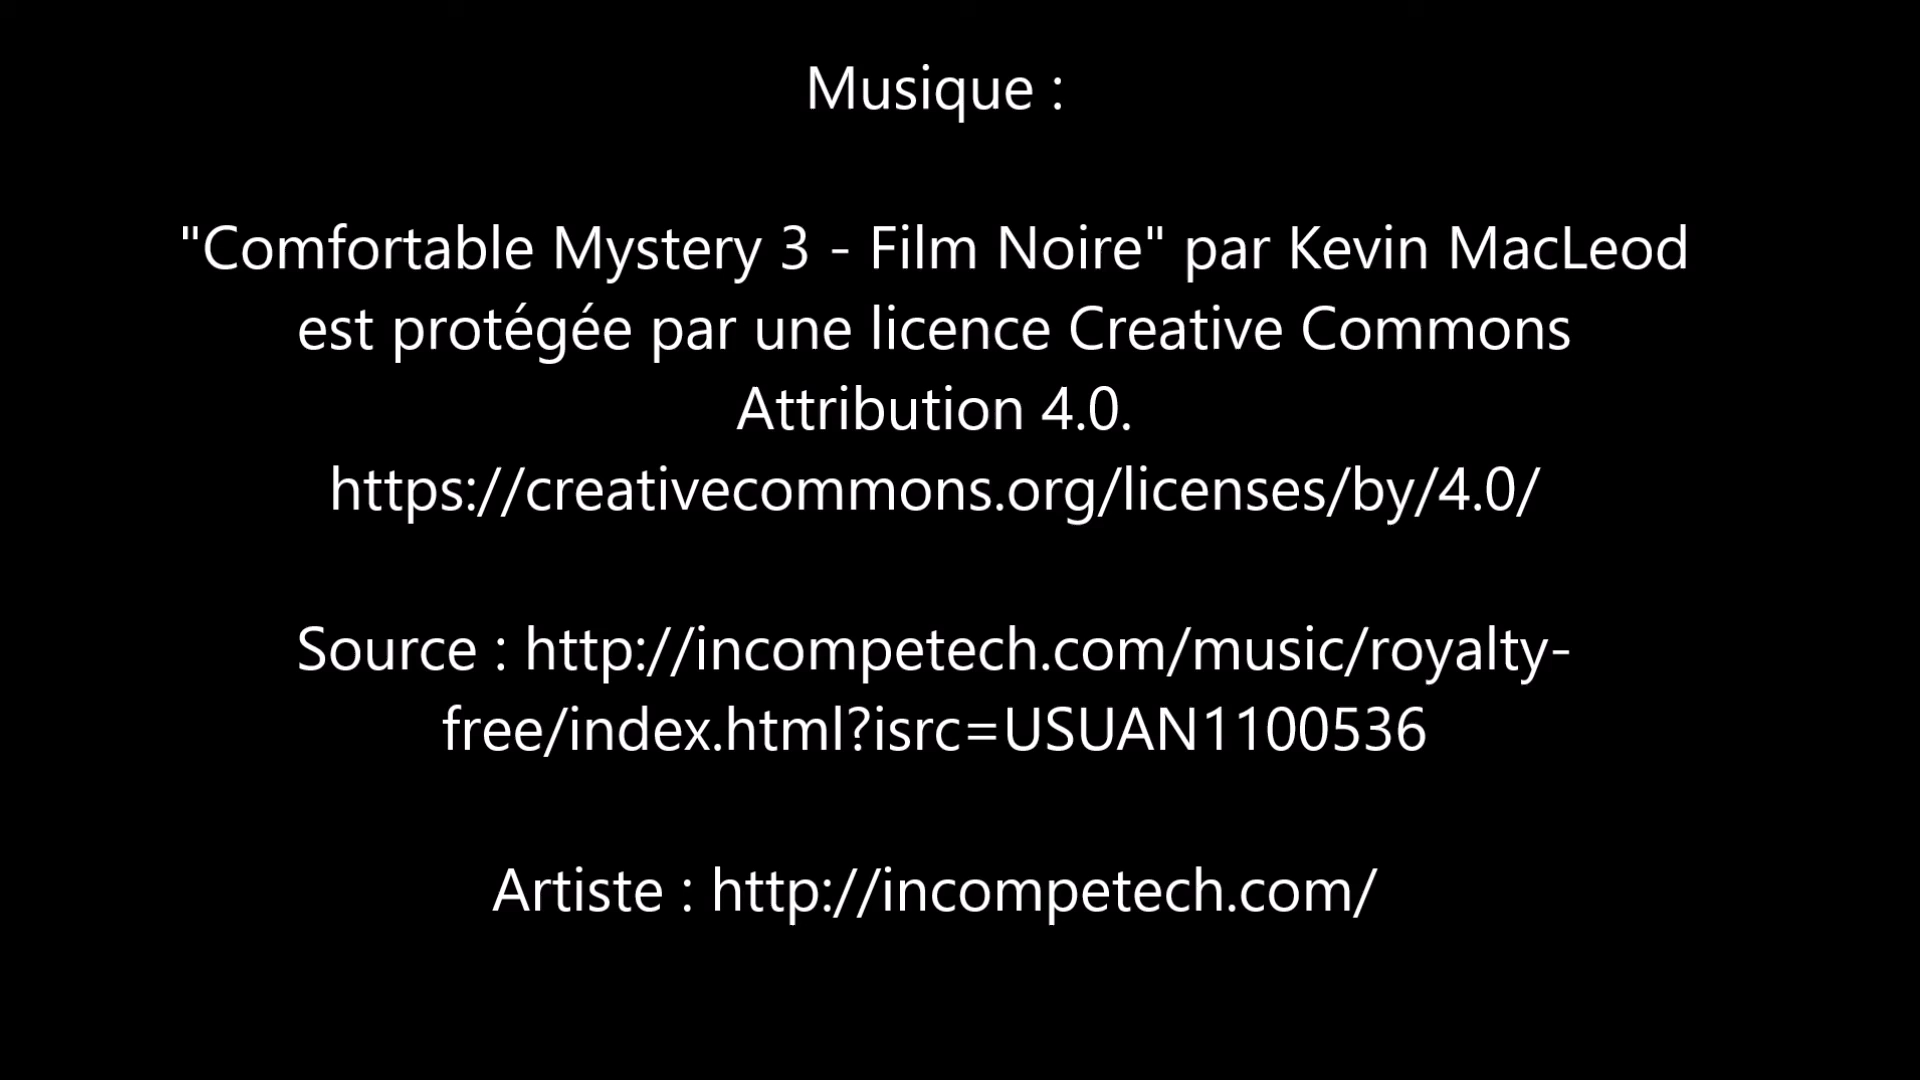 Musique :
"Comfortable Mystery 3 - Film Noire" par Kevin MacLeod
est protégée par une licence Creative Commons
Attribution 4.0.
https://creativecommons.org/licenses/by/4.0/
Source : http://incompetech.com/music/royalty-
free/index.html?isrc=USUAN1100536
Artiste : http://incompetech.com/